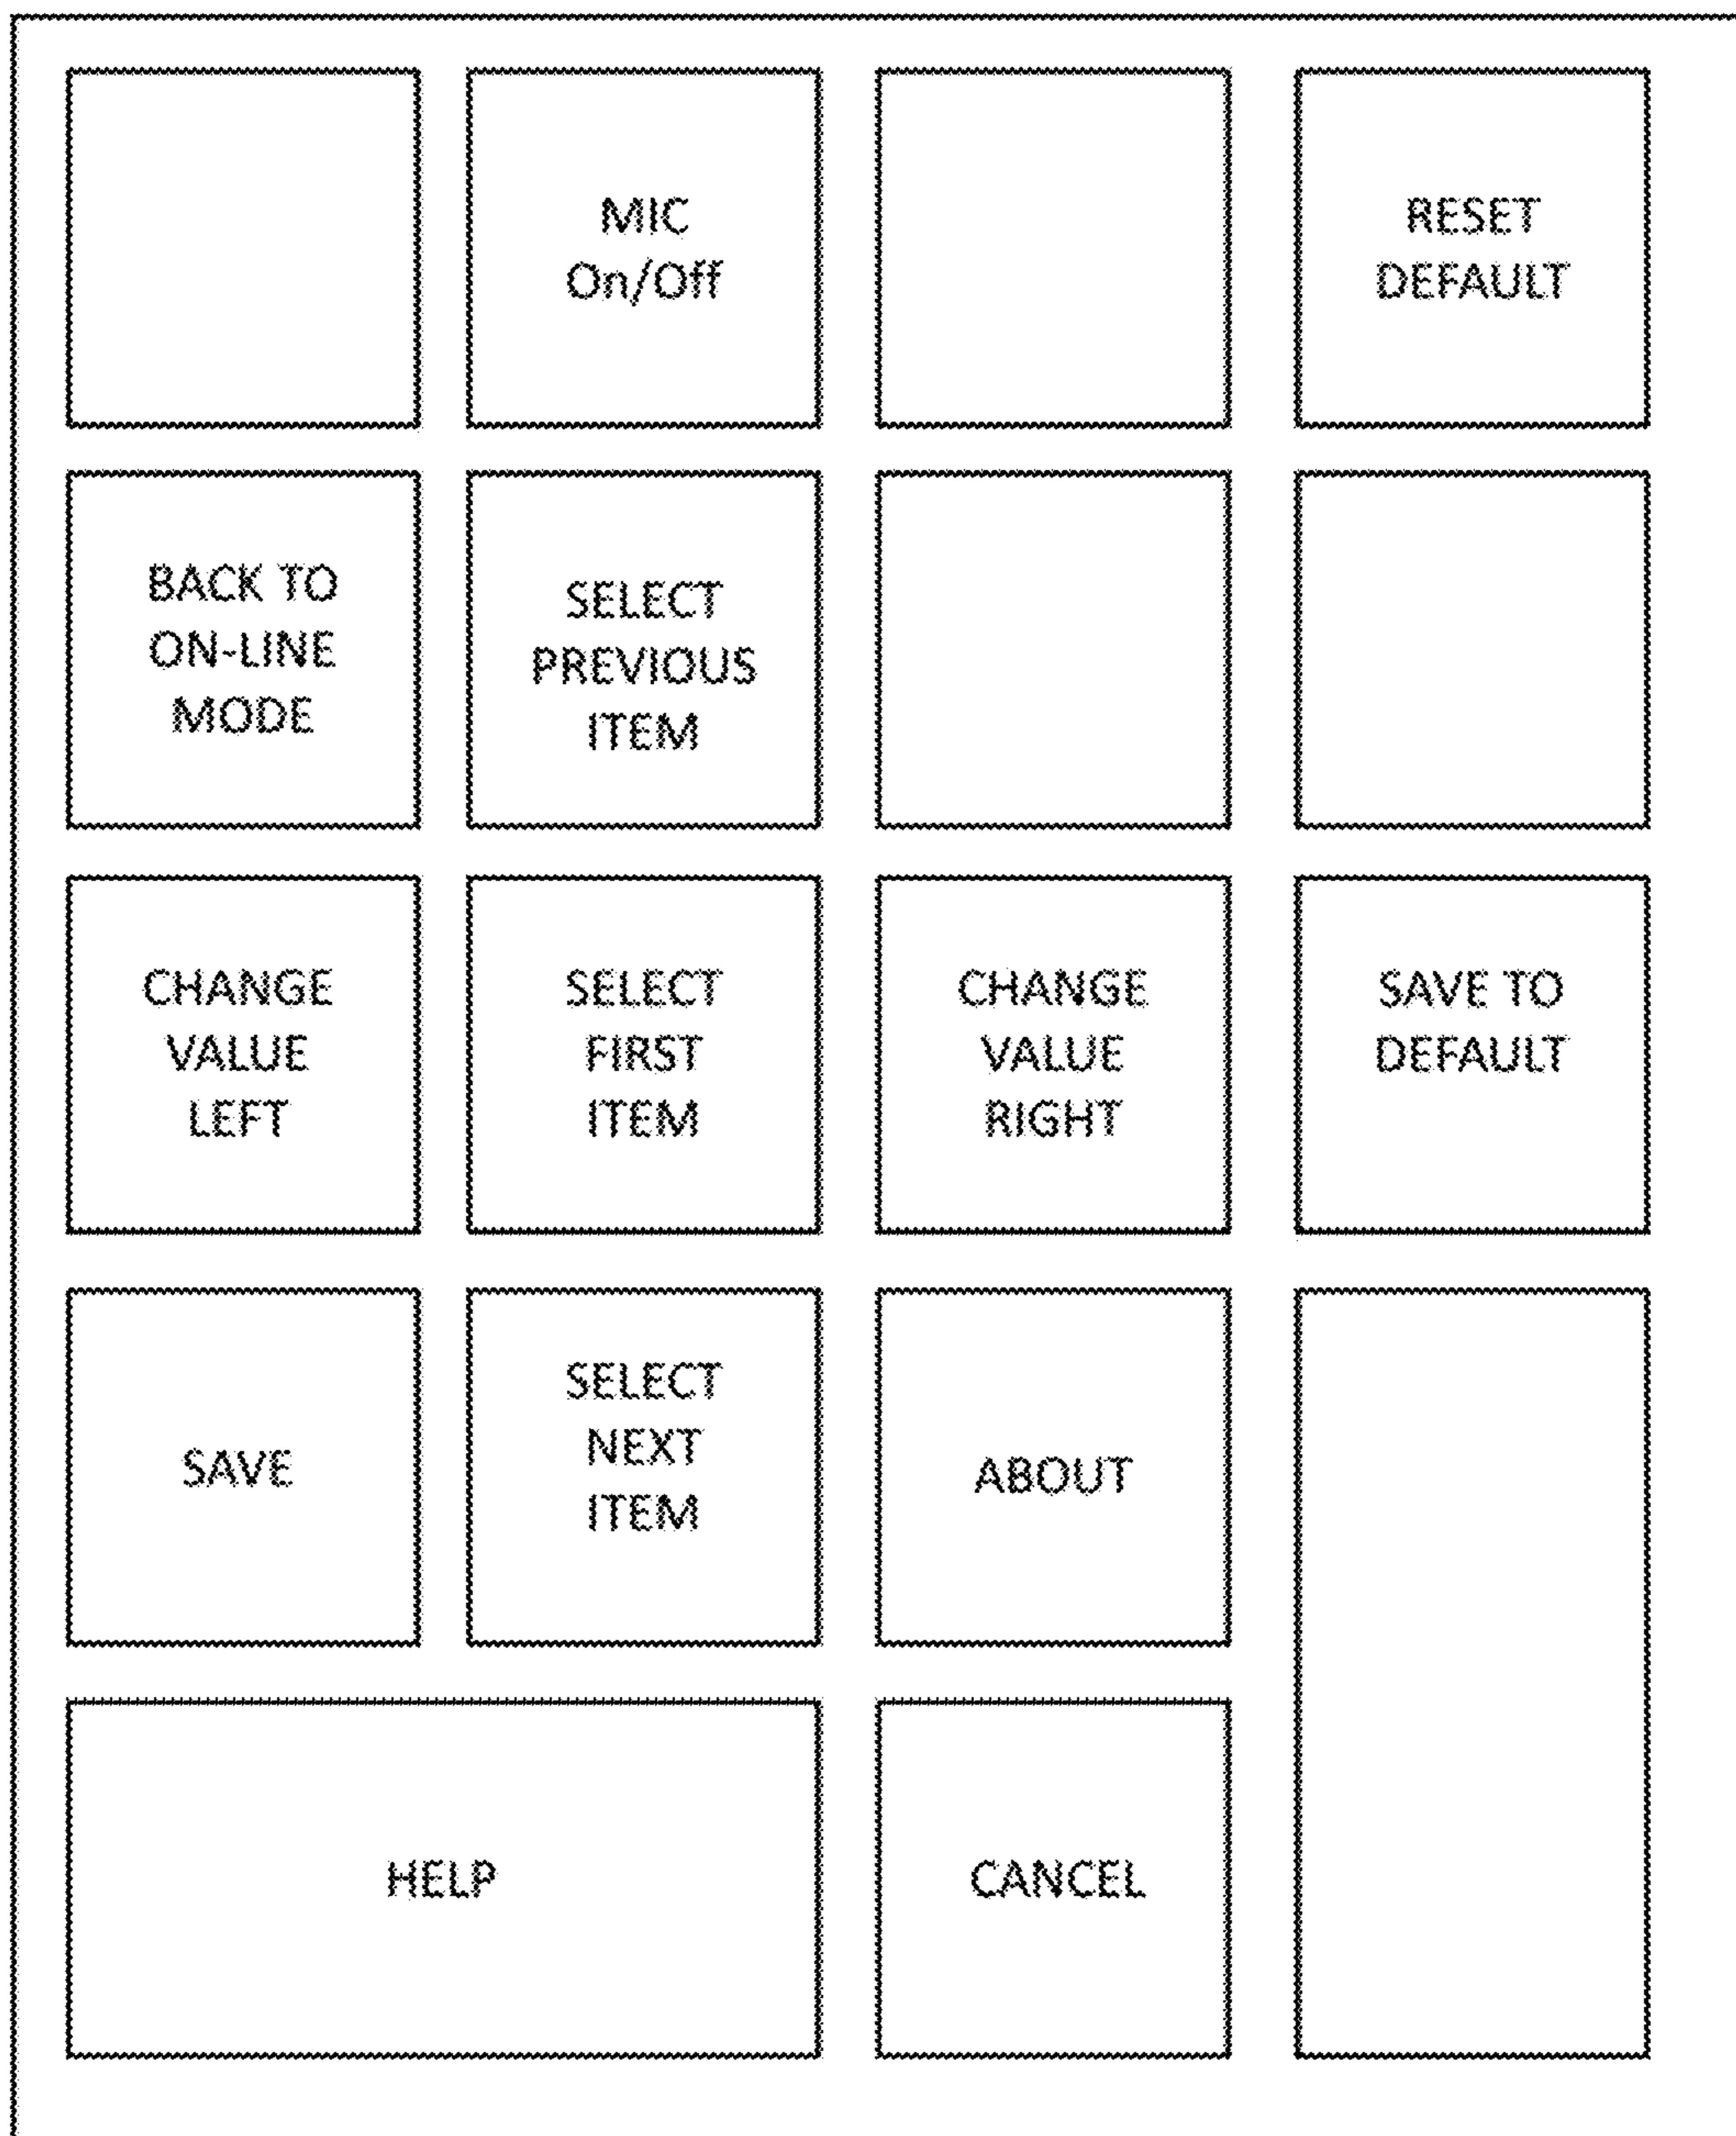 MIC
On/Off
RESET
DEFAULT
BACK TO
ON-LINE
MODE
SELECT
PREVIOUS
ITEM
CHANGE
VALUE
LEFT
SELECT
FIRST
ITEM
CHANGE
VALUE
RIGHT
SAVE TO
DEFAULT
SAVE
SELECT
NEXT
ITEM
ABOUT
HELP
CANCEL